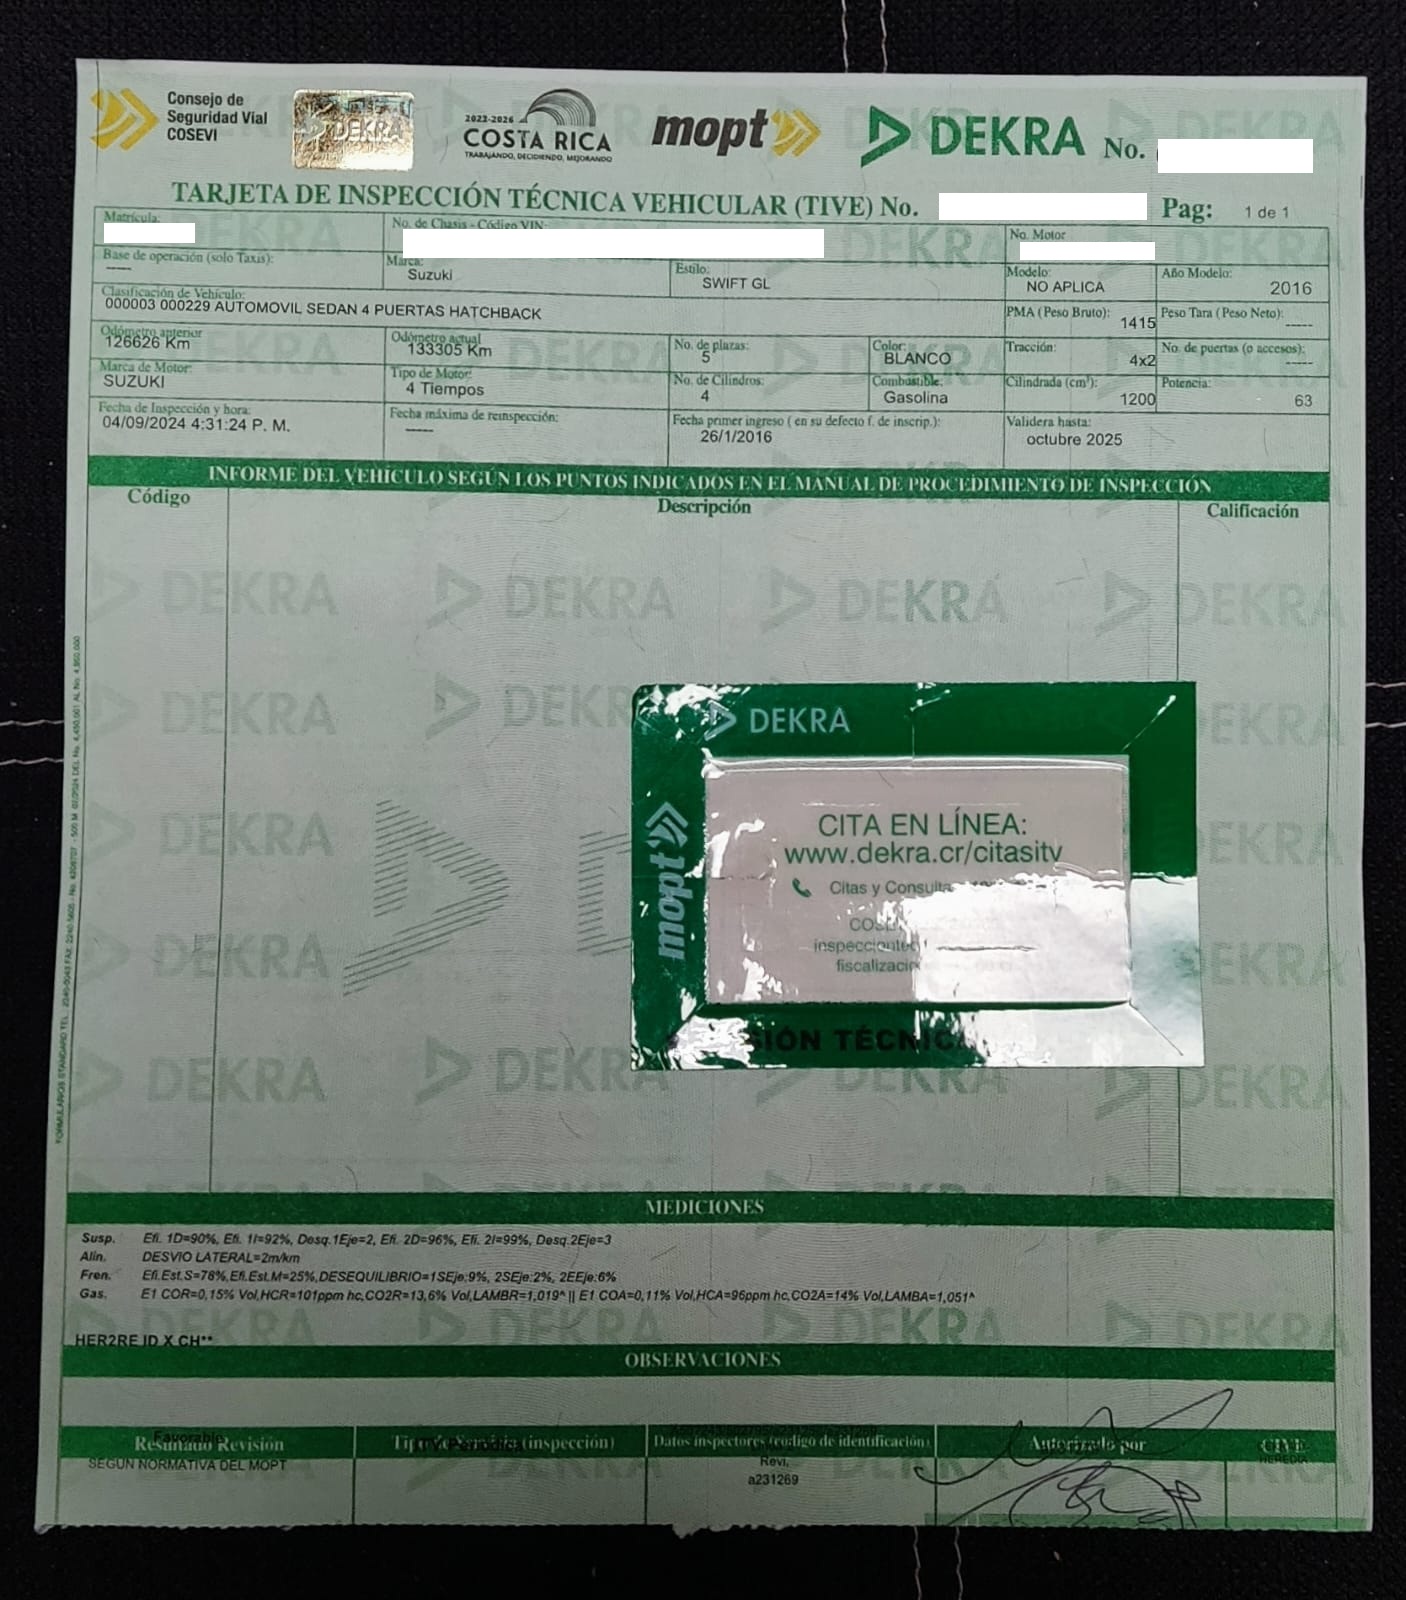 Consejo de
Seguridad Vial
COSEVI
DEKRA
2022-2026
COSTA RICA
TRABAJANDO, DECIDIENDO, MEJORANDO
mopt
DEKRA No.
TARJETA DE INSPECCIÓN TÉCNICA VEHICULAR (TIVE) No. Pag: 1 de 1
Matrícula: No. de Chasis - Código VIN: No. Motor
Base de operación (solo Taxis): Marca: Estilo: Modelo: Año Modelo:
----- Suzuki SWIFT GL NO APLICA 2016
Clasificación de Vehículo: PMA (Peso Bruto): Peso Tara (Peso Neto):
000003 000229 AUTOMOVIL SEDAN 4 PUERTAS HATCHBACK 1415 -----
Odómetro anterior Odómetro actual No. de plazas: Color: Tracción: No. de puertas (o accesos):
126626 Km 133305 Km 5 BLANCO 4x2 -----
Marca de Motor: Tipo de Motor: No. de Cilindros: Combustible: Cilindrada (cm³): Potencia:
SUZUKI 4 Tiempos 4 Gasolina 1200 63
Fecha de Inspección y hora: Fecha máxima de reinspección: Fecha primer ingreso ( en su defecto f. de inscrip.): Validera hasta:
04/09/2024 4:31:24 P. M. ----- 26/1/2016 octubre 2025
INFORME DEL VEHÍCULO SEGÚN LOS PUNTOS INDICADOS EN EL MANUAL DE PROCEDIMIENTO DE INSPECCIÓN
Código Descripción Calificación
DEKRA
mopt
CITA EN LÍNEA:
www.dekra.cr/citasitv
Citas y Consulta
MEDICIONES
Susp. Efi. 1D=90%, Efi. 1I=92%, Desq.1Eje=2, Efi. 2D=96%, Efi. 2I=99%, Desq.2Eje=3
Alin. DESVIO LATERAL=2m/km
Fren. Efi.Est.S=78%,Efi.Est.M=25%,DESEQUILIBRIO=1SEje:9%, 2SEje:2%, 2EEje:6%
Gas. E1 COR=0,15% Vol,HCR=101ppm hc,CO2R=13,6% Vol,LAMBR=1,019^ || E1 COA=0,11% Vol,HCA=96ppm hc,CO2A=14% Vol,LAMBA=1,051^
HER2RE JD X CH**
OBSERVACIONES
Favorable
Resultado Revisión (inspección) Datos inspectores (código de identificación) Autorizado por CIVE
HEREDIA
SEGÚN NORMATIVA DEL MOPT
Revi.
a231269